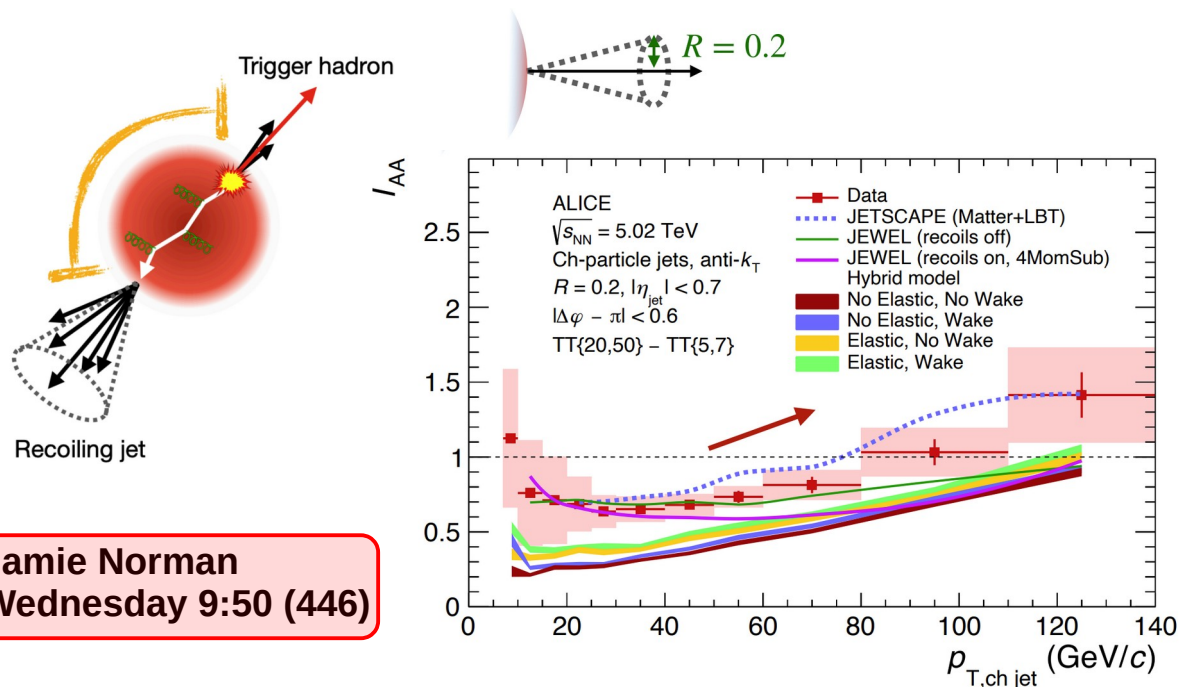 Trigger hadron
R = 0.2
Recoiling jet
amie Norman
Wednesday 9:50 (446)
I_AA
ALICE
√s_NN = 5.02 TeV
Ch-particle jets, anti-k_T
R = 0.2, |η_jet| < 0.7
|Δφ − π| < 0.6
TT{20,50} − TT{5,7}
Data
JETSCAPE (Matter+LBT)
JEWEL (recoils off)
JEWEL (recoils on, 4MomSub)
Hybrid model
No Elastic, No Wake
No Elastic, Wake
Elastic, No Wake
Elastic, Wake
2.5
2
1.5
1
0.5
0
0 20 40 60 80 100 120 140
p_T,ch jet (GeV/c)